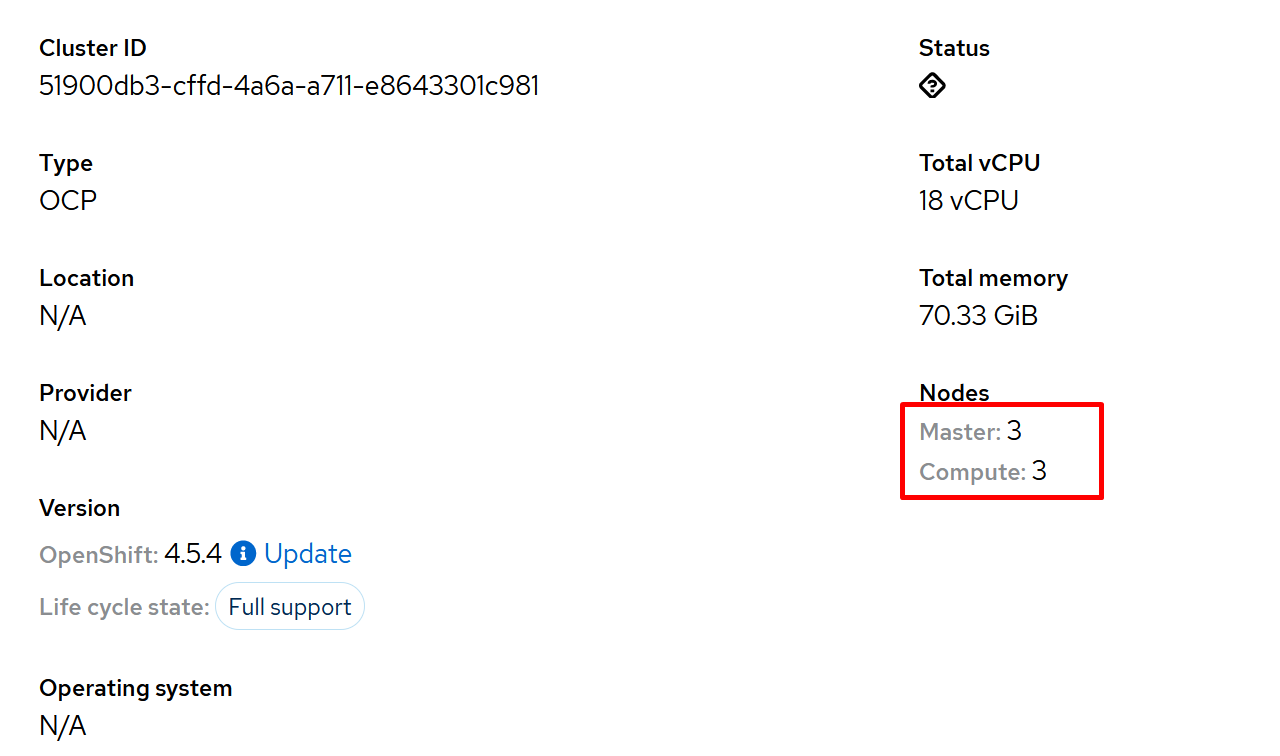 Cluster ID
51900db3-cffd-4a6a-a711-e8643301c981
Type
OCP
Location
N/A
Provider
N/A
Version
OpenShift: 4.5.4 Update
Life cycle state: Full support
Operating system
N/A
Status
Total vCPU
18 vCPU
Total memory
70.33 GiB
Nodes
Master: 3
Compute: 3